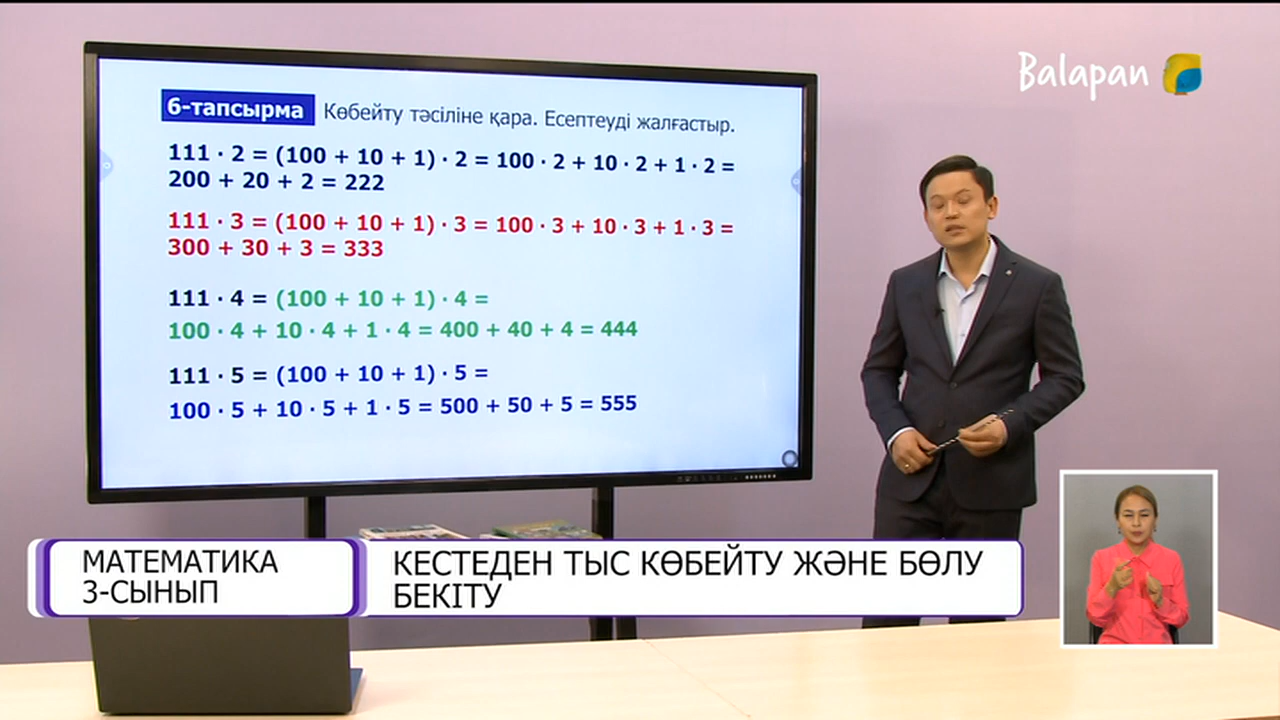 Balapan
6-тапсырма Көбейту тәсіліне қара. Есептеуді жалғастыр.
111 · 2 = (100 + 10 + 1) · 2 = 100 · 2 + 10 · 2 + 1 · 2 =
200 + 20 + 2 = 222
111 · 3 = (100 + 10 + 1) · 3 = 100 · 3 + 10 · 3 + 1 · 3 =
300 + 30 + 3 = 333
111 · 4 = (100 + 10 + 1) · 4 =
100 · 4 + 10 · 4 + 1 · 4 = 400 + 40 + 4 = 444
111 · 5 = (100 + 10 + 1) · 5 =
100 · 5 + 10 · 5 + 1 · 5 = 500 + 50 + 5 = 555
МАТЕМАТИКА
3-СЫНЫП
КЕСТЕДЕН ТЫС КӨБЕЙТУ ЖӘНЕ БӨЛУ
БЕКІТУ